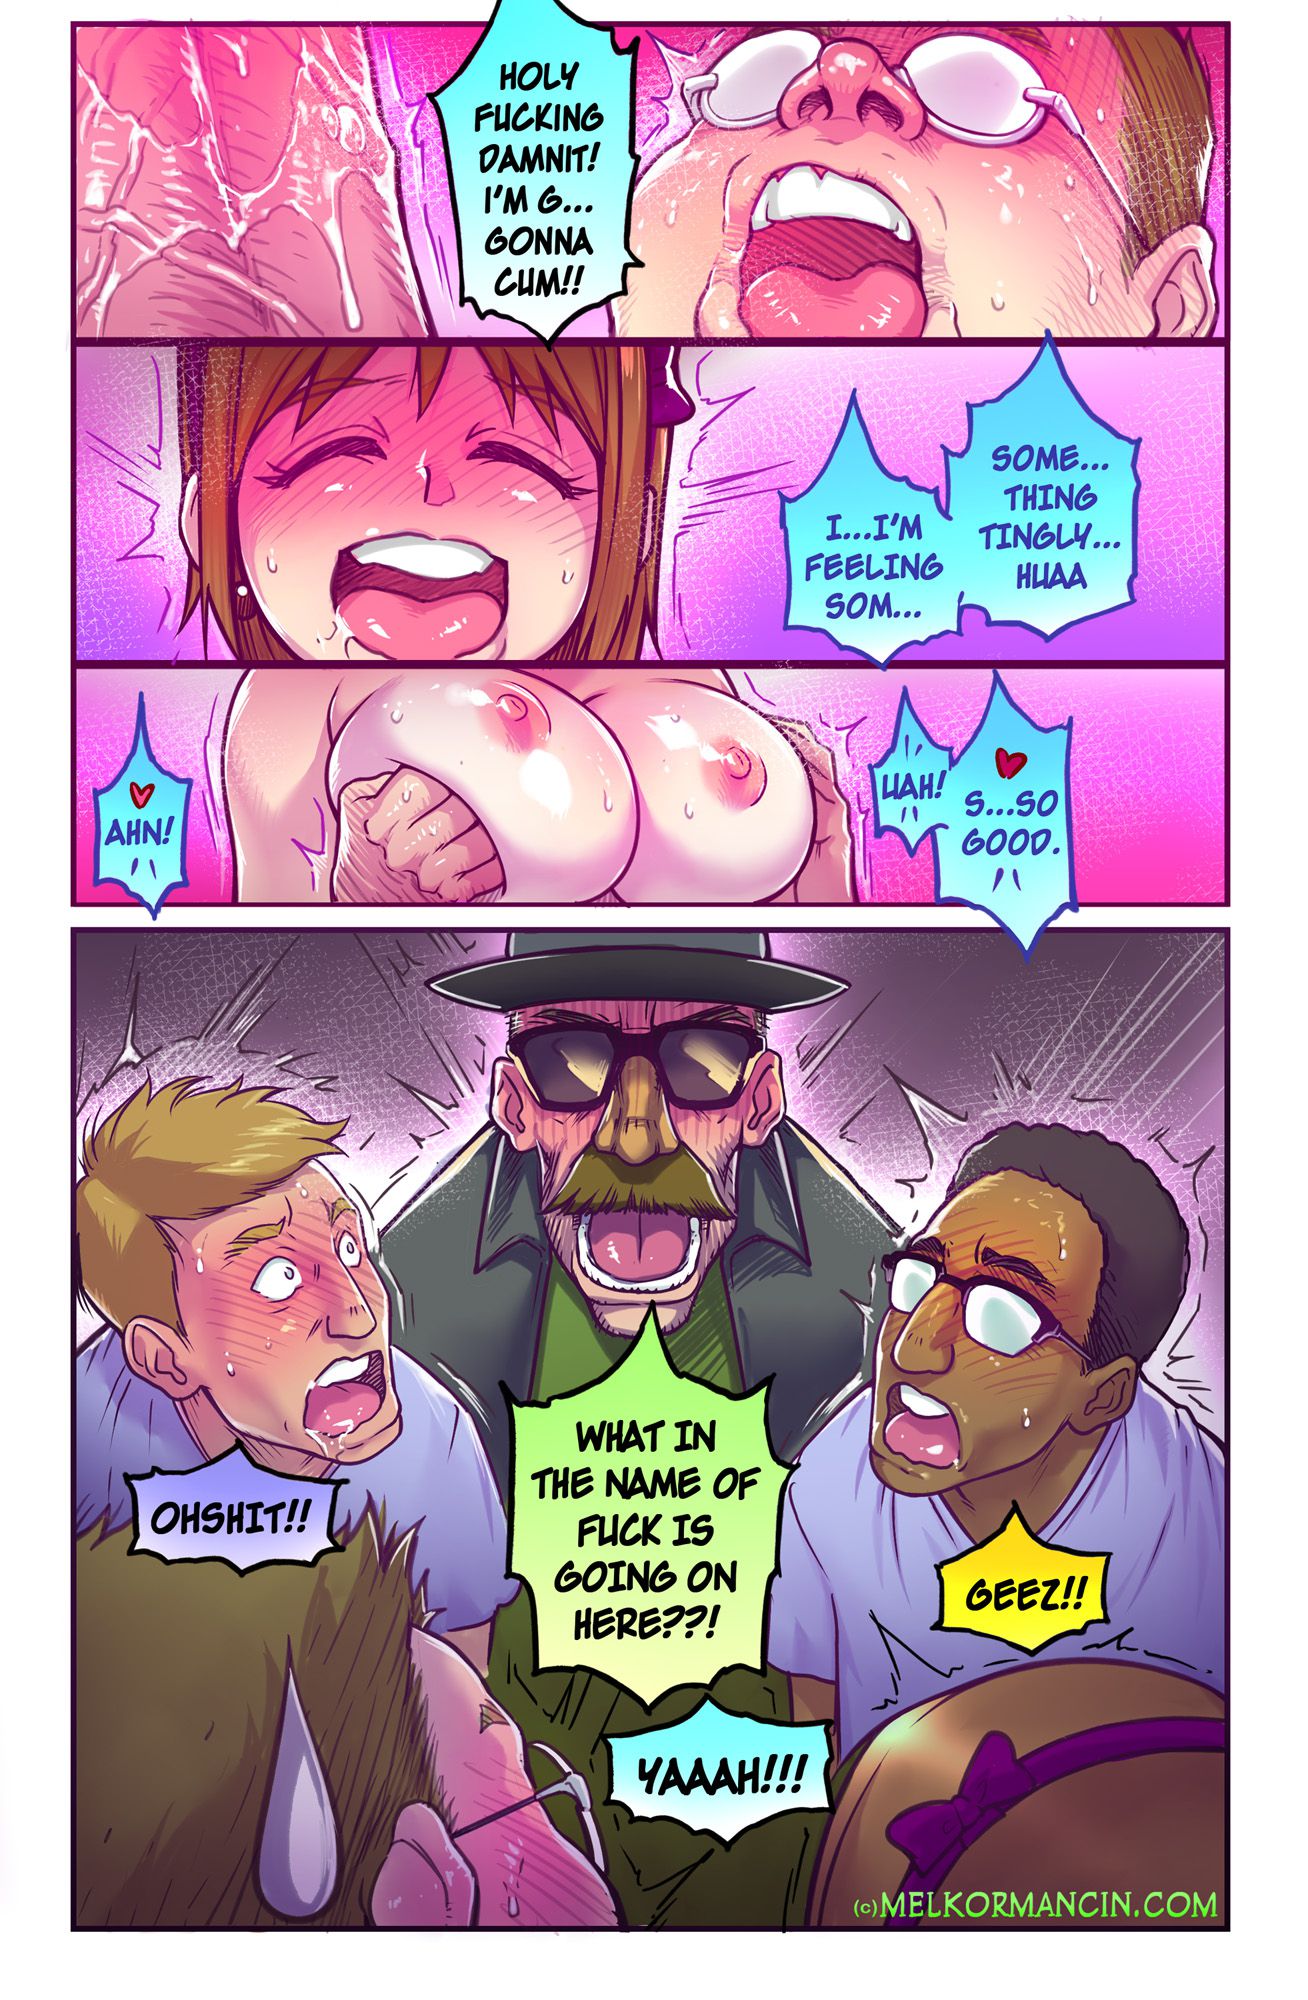 HOLY
FUCKING
DAMNIT!
I'M G...
GONNA
CUM!!
I...I'M
FEELING
SOM...
SOME...
THING
TINGLY...
HUAA
AHN!
UAH!
S...SO
GOOD.
WHAT IN
THE NAME OF
FUCK IS
GOING ON
HERE??!
OHSHIT!!
GEEZ!!
YAAAH!!!
(c)MELKORMANCIN.COM